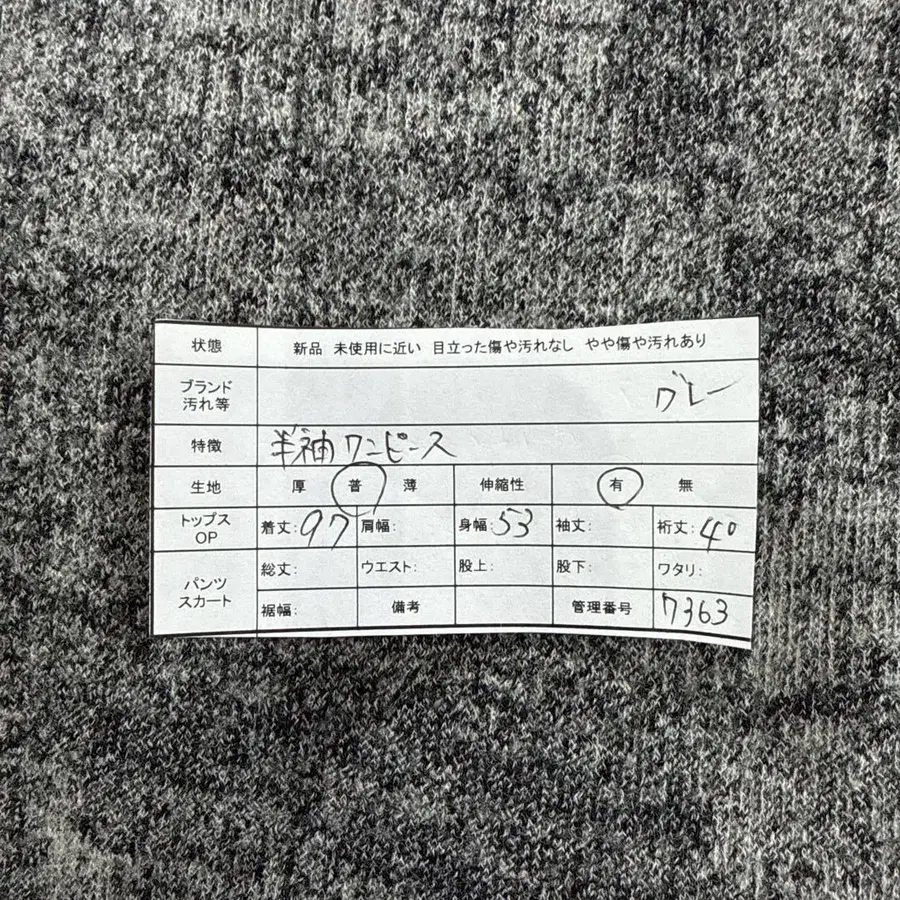 状態 新品 未使用に近い 目立った傷や汚れなし やや傷や汚れあり
ブランド
汚れ等 グレー
特徴 半袖ワンピース
生地 厚 普 薄 伸縮性 有 無
トップス
OP 着丈:97 肩幅: 身幅:53 袖丈: 裄丈:40
パンツ
スカート 総丈: ウエスト: 股上: 股下: ワタリ:
裾幅: 備考 管理番号 7363